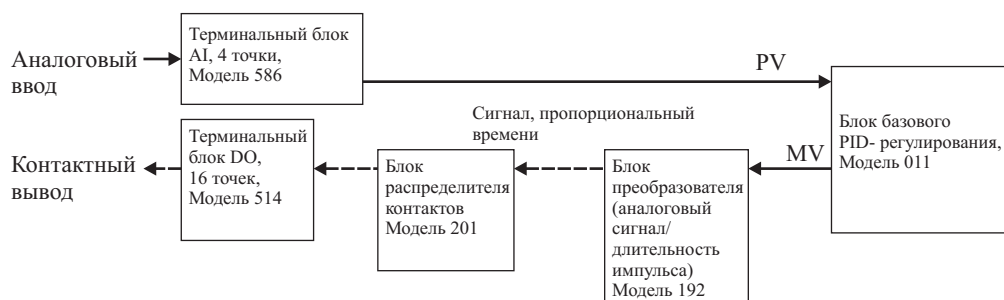 Аналоговый
ввод
Терминальный блок
AI, 4 точки,
Модель 586
PV
Сигнал, пропорциональный
времени
Блок базового
PID- регулирования,
Модель 011
MV
Контактный
вывод
Терминальный
блок DO,
16 точек,
Модель 514
Блок
распределителя
контактов
Модель 201
Блок
преобразователя
(аналоговый
сигнал/
длительность
импульса)
Модель 192